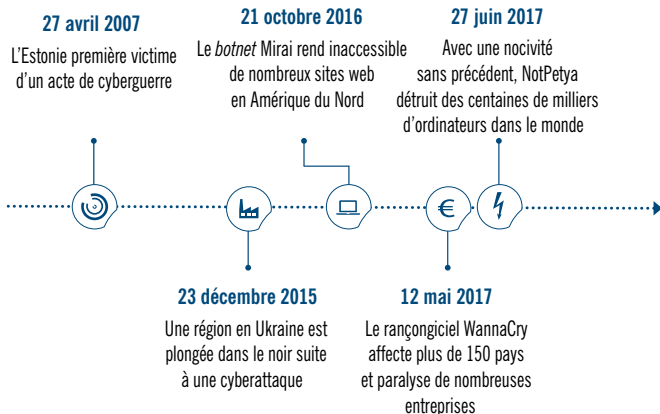 27 avril 2007
L'Estonie première victime
d'un acte de cyberguerre
21 octobre 2016
Le botnet Mirai rend inaccessible
de nombreux sites web
en Amérique du Nord
27 juin 2017
Avec une nocivité
sans précédent, NotPetya
détruit des centaines de milliers
d'ordinateurs dans le monde
€
23 décembre 2015
Une région en Ukraine est
plongée dans le noir suite
à une cyberattaque
12 mai 2017
Le rançongiciel WannaCry
affecte plus de 150 pays
et paralyse de nombreuses
entreprises